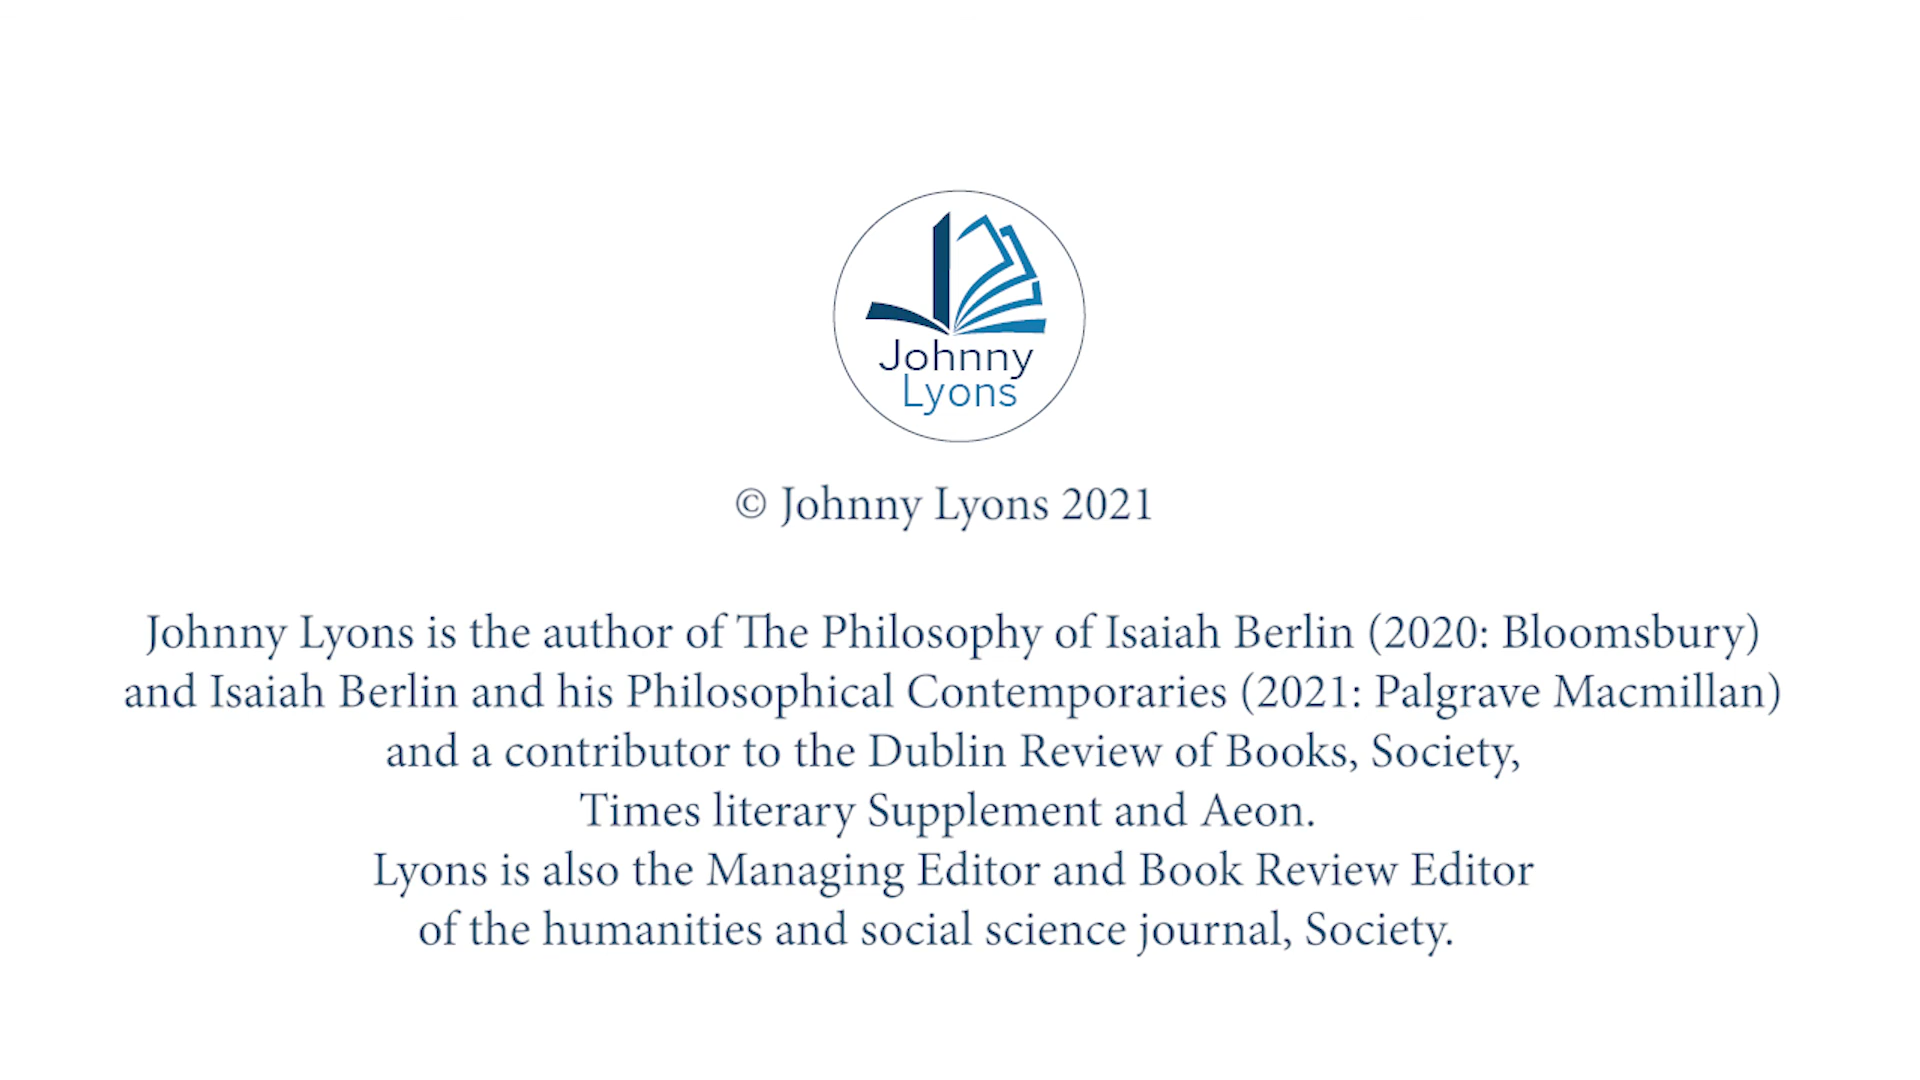 Johnny
Lyons
© Johnny Lyons 2021
Johnny Lyons is the author of The Philosophy of Isaiah Berlin (2020: Bloomsbury)
and Isaiah Berlin and his Philosophical Contemporaries (2021: Palgrave Macmillan)
and a contributor to the Dublin Review of Books, Society,
Times literary Supplement and Aeon.
Lyons is also the Managing Editor and Book Review Editor
of the humanities and social science journal, Society.